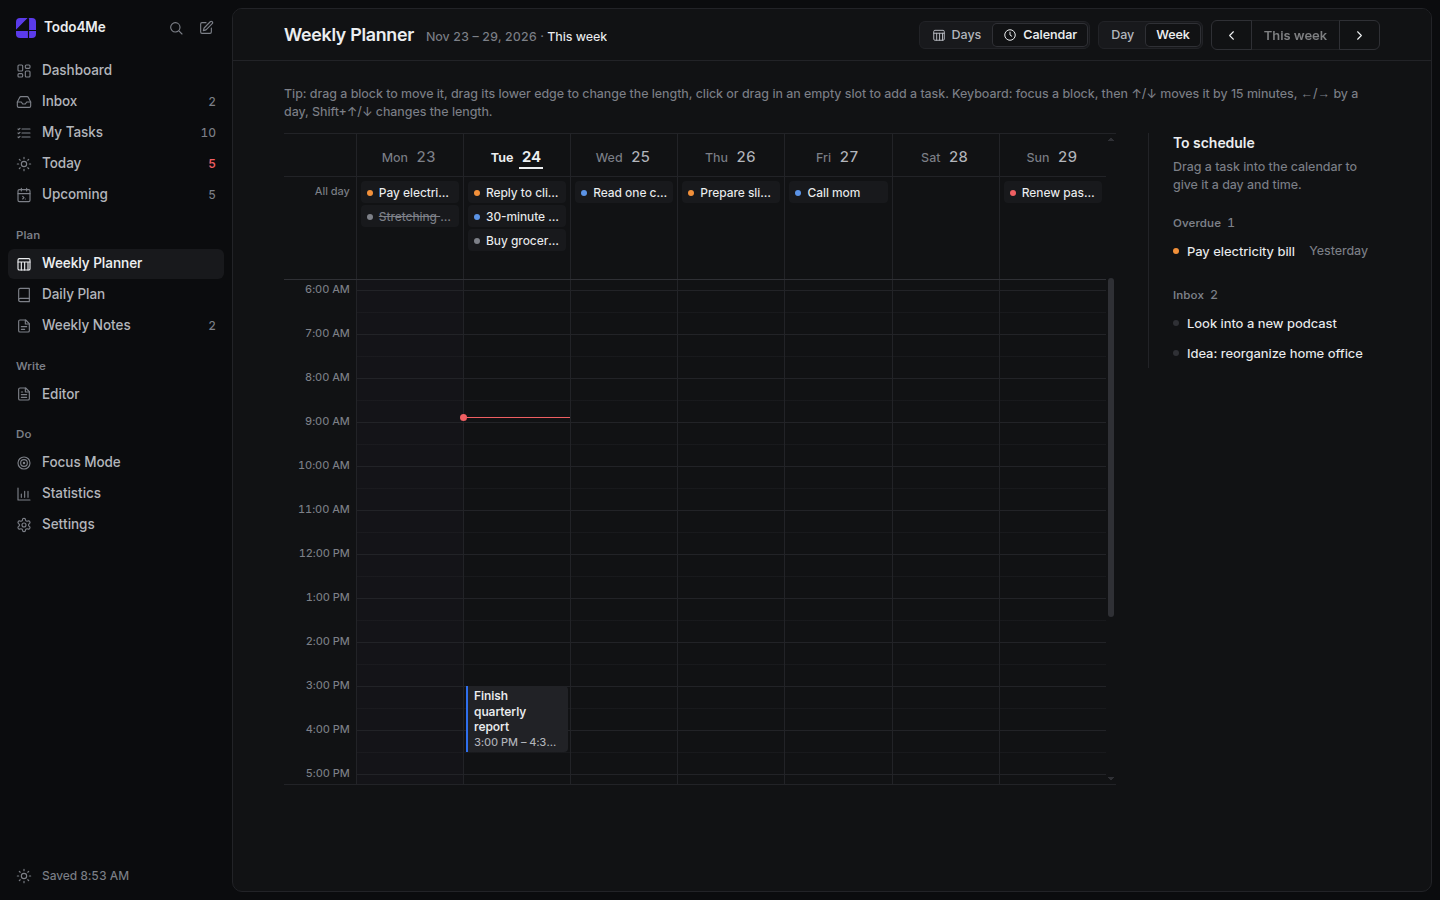 Todo4Me
Dashboard
Inbox 2
My Tasks 10
Today 5
Upcoming 5
Plan
Weekly Planner
Daily Plan
Weekly Notes 2
Write
Editor
Do
Focus Mode
Statistics
Settings
Saved 8:53 AM
Weekly Planner Nov 23 – 29, 2026 · This week
Days Calendar Day Week This week
Tip: drag a block to move it, drag its lower edge to change the length, click or drag in an empty slot to add a task. Keyboard: focus a block, then ↑/↓ moves it by 15 minutes, ←/→ by a
day, Shift+↑/↓ changes the length.
Mon 23 Tue 24 Wed 25 Thu 26 Fri 27 Sat 28 Sun 29
All day Pay electri... Reply to cli... Read one c... Prepare sli... Call mom Renew pas...
Stretching ... 30-minute ...
Buy grocer...
6:00 AM
7:00 AM
8:00 AM
9:00 AM
10:00 AM
11:00 AM
12:00 PM
1:00 PM
2:00 PM
3:00 PM
4:00 PM
5:00 PM
Finish
quarterly
report
3:00 PM – 4:3...
To schedule
Drag a task into the calendar to
give it a day and time.
Overdue 1
Pay electricity bill Yesterday
Inbox 2
Look into a new podcast
Idea: reorganize home office